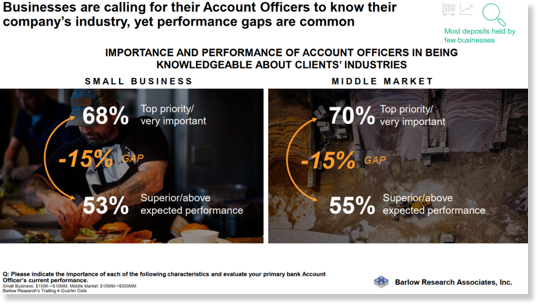 Businesses are calling for their Account Officers to know their
company's industry, yet performance gaps are common
Most deposits held by
few businesses
IMPORTANCE AND PERFORMANCE OF ACCOUNT OFFICERS IN BEING
KNOWLEDGEABLE ABOUT CLIENTS' INDUSTRIES
SMALL BUSINESS
68% Top priority/
very important
-15% GAP
53% Superior/above
expected performance
MIDDLE MARKET
70% Top priority/
very important
-15% GAP
55% Superior/above
expected performance
Q: Please indicate the importance of each of the following characteristics and evaluate your primary bank Account
Officer's current performance.
Small Business: $100K-<$10MM; Middle Market: $10MM-<$500MM
Barlow Research's Trailing 4-Quarter Data
Barlow Research Associates, Inc.